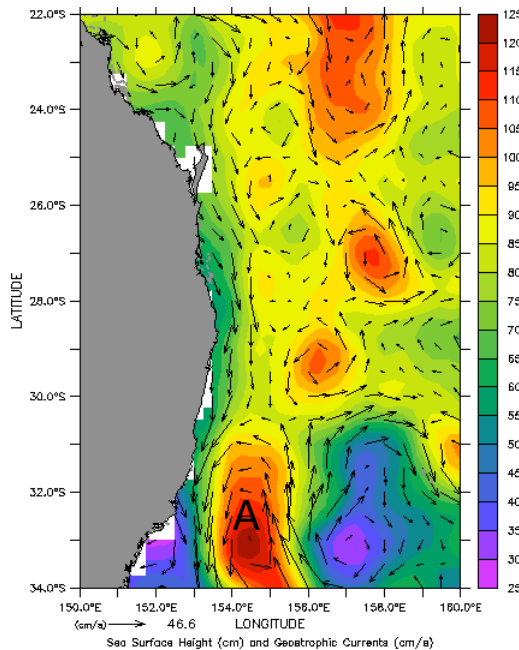 22.0°S
24.0°S
26.0°S
28.0°S
30.0°S
32.0°S
34.0°S
LATITUDE
A
150.0°E 152.0°E 154.0°E 156.0°E 158.0°E 160.0°E
(cm/s) 46.6 LONGITUDE
Sea Surface Height (cm) and Geostrophic Currents (cm/s)
125
120
115
110
105
100
95
90
85
80
75
70
65
60
55
50
45
40
35
30
25